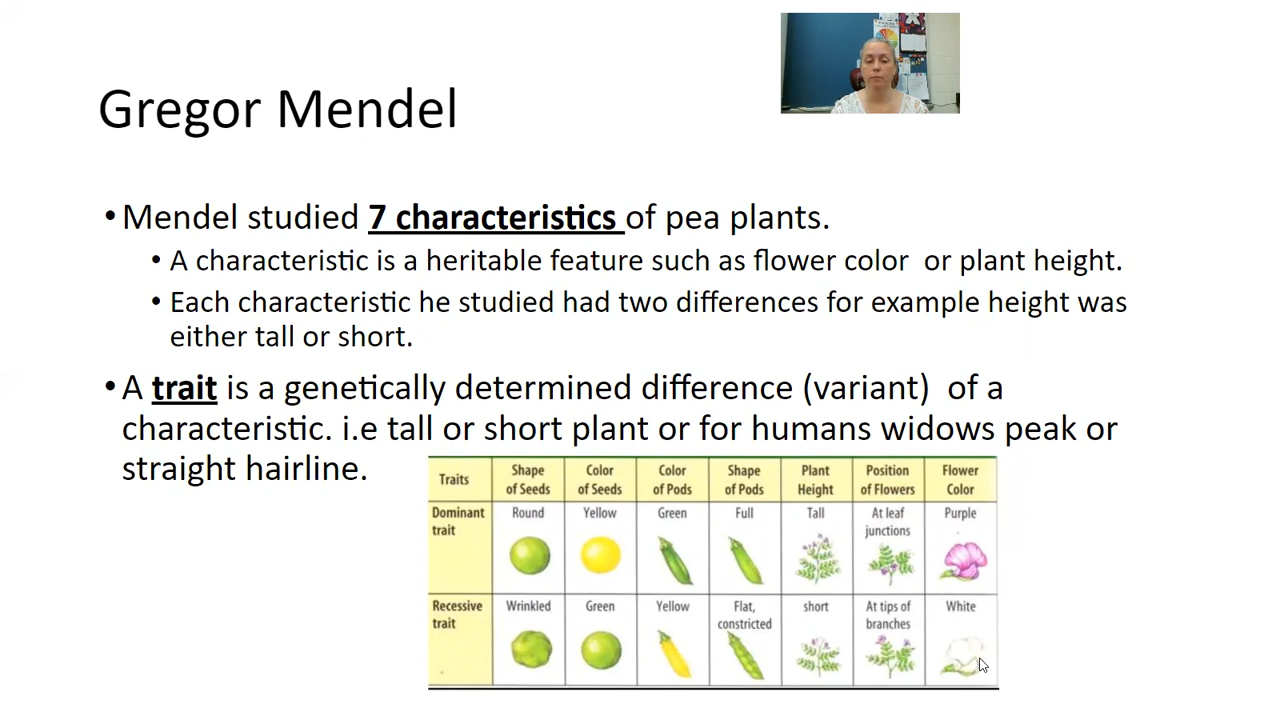 Gregor Mendel
• Mendel studied 7 characteristics of pea plants.
• A characteristic is a heritable feature such as flower color or plant height.
• Each characteristic he studied had two differences for example height was
either tall or short.
• A trait is a genetically determined difference (variant) of a
characteristic. i.e tall or short plant or for humans widows peak or
straight hairline.
Traits Shape of Seeds Color of Seeds Color of Pods Shape of Pods Plant Height Position of Flowers Flower Color
Dominant trait Round Yellow Green Full Tall At leaf junctions Purple
Recessive trait Wrinkled Green Yellow Flat, constricted short At tips of branches White